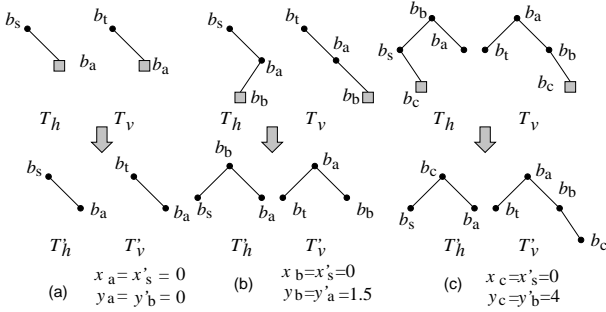 b_s b_t b_s b_a b_t b_a
b_a b_a b_a b_a b_s b_a b_t b_b
b_b b_b b_c b_c
T_h T_v T_h T_v T_h T_v
b_s b_t b_b b_a b_c b_a
b_b
b_a b_a b_s b_a b_t b_b b_s b_a b_t
T'_h T'_v T'_h T'_v T'_h T'_v b_c
(a) x_a = x'_s = 0 (b) x_b=x'_s=0 (c) x_c=x'_s=0
y_a = y'_b = 0 y_b=y'_a=1.5 y_c=y'_b=4